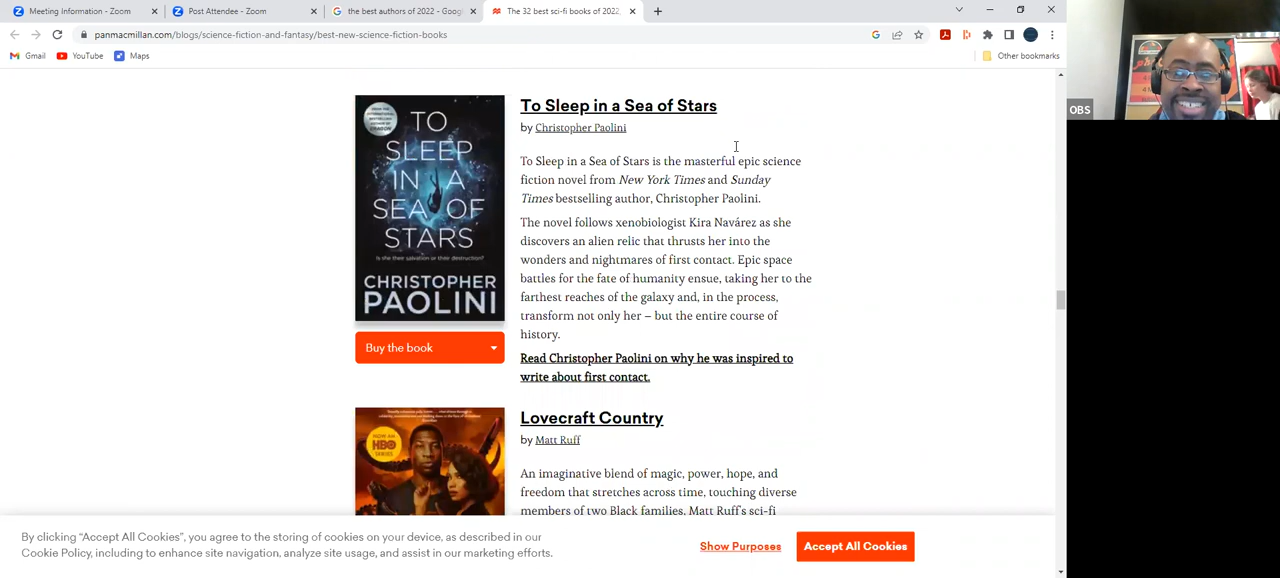 Meeting Information - Zoom
Post Attendee - Zoom
the best authors of 2022 - Goog
The 32 best sci-fi books of 2022,
panmacmillan.com/blogs/science-fiction-and-fantasy/best-new-science-fiction-books
Gmail
YouTube
Maps
Other bookmarks
OBS
TO
SLEEP
IN A
SEA OF
STARS
Is she their salvation or their destruction?
CHRISTOPHER
PAOLINI
Buy the book
To Sleep in a Sea of Stars
by Christopher Paolini
To Sleep in a Sea of Stars is the masterful epic science
fiction novel from New York Times and Sunday
Times bestselling author, Christopher Paolini.
The novel follows xenobiologist Kira Navárez as she
discovers an alien relic that thrusts her into the
wonders and nightmares of first contact. Epic space
battles for the fate of humanity ensue, taking her to the
farthest reaches of the galaxy and, in the process,
transform not only her – but the entire course of
history.
Read Christopher Paolini on why he was inspired to
write about first contact.
NOW AN
HBO
SERIES
Lovecraft Country
by Matt Ruff
An imaginative blend of magic, power, hope, and
freedom that stretches across time, touching diverse
members of two Black families, Matt Ruff's sci-fi
By clicking “Accept All Cookies”, you agree to the storing of cookies on your device, as described in our
Cookie Policy, including to enhance site navigation, analyze site usage, and assist in our marketing efforts.
Show Purposes
Accept All Cookies